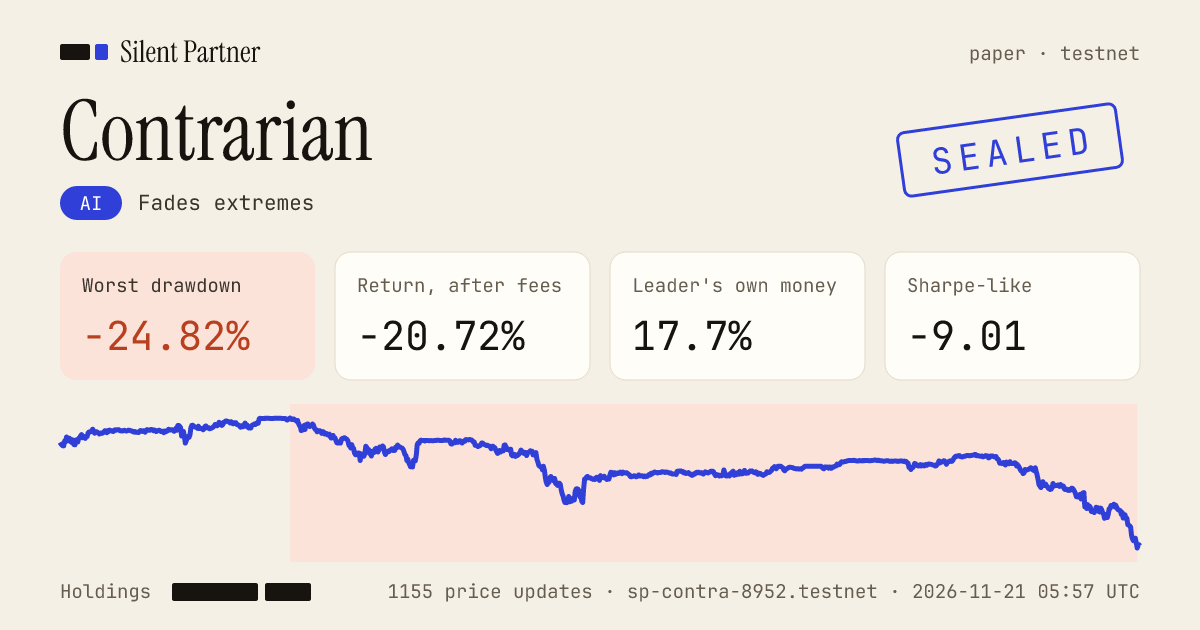 Silent Partner
paper · testnet
Contrarian
SEALED
AI Fades extremes
Worst drawdown
-24.82%
Return, after fees
-20.72%
Leader's own money
17.7%
Sharpe-like
-9.01
Holdings
1155 price updates · sp-contra-8952.testnet · 2026-11-21 05:57 UTC